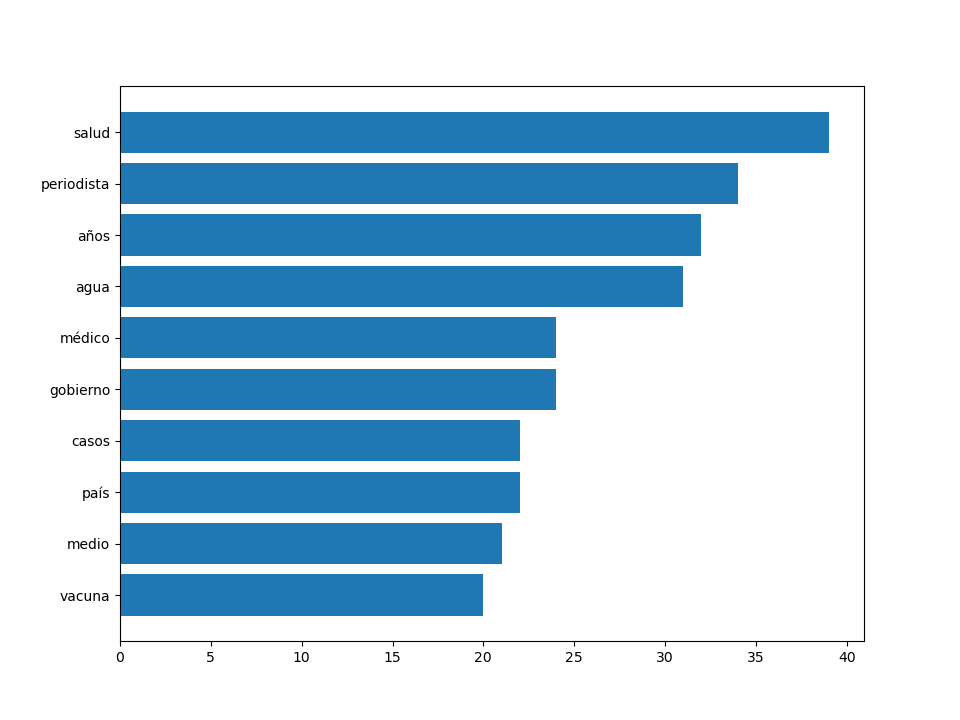 salud
periodista
años
agua
médico
gobierno
casos
país
medio
vacuna
0 5 10 15 20 25 30 35 40